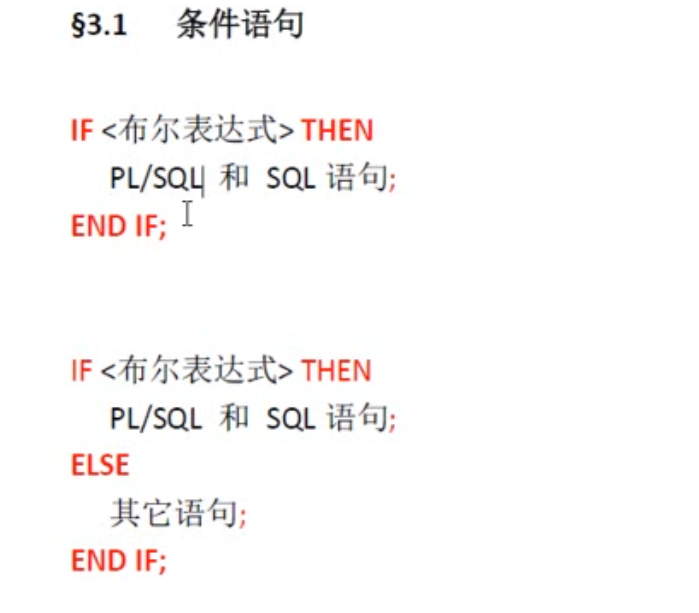 §3.1 条件语句
IF <布尔表达式> THEN
PL/SQL 和 SQL 语句;
END IF;
IF <布尔表达式> THEN
PL/SQL 和 SQL 语句;
ELSE
其它语句;
END IF;